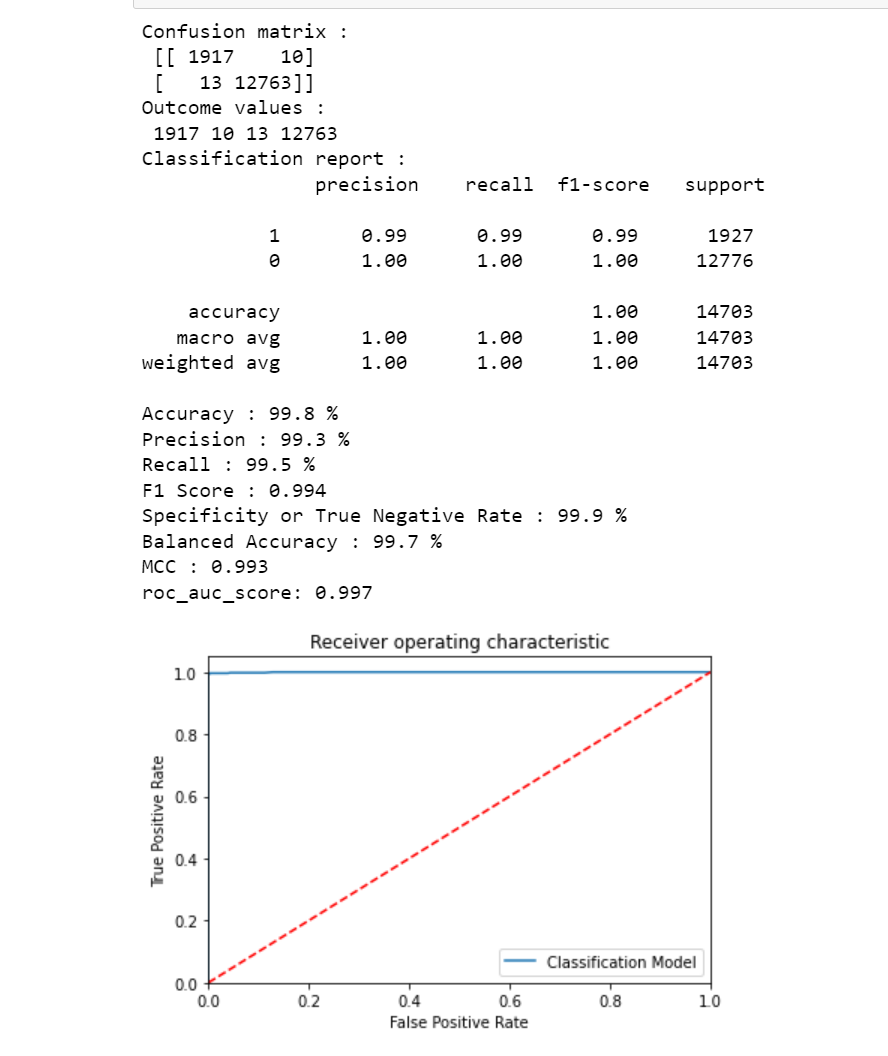 Confusion matrix :
[[ 1917 10]
[ 13 12763]]
Outcome values :
1917 10 13 12763
Classification report :
precision recall f1-score support
1 0.99 0.99 0.99 1927
0 1.00 1.00 1.00 12776
accuracy 1.00 14703
macro avg 1.00 1.00 1.00 14703
weighted avg 1.00 1.00 1.00 14703
Accuracy : 99.8 %
Precision : 99.3 %
Recall : 99.5 %
F1 Score : 0.994
Specificity or True Negative Rate : 99.9 %
Balanced Accuracy : 99.7 %
MCC : 0.993
roc_auc_score: 0.997
Receiver operating characteristic
True Positive Rate
1.0
0.8
0.6
0.4
0.2
0.0
Classification Model
0.0 0.2 0.4 0.6 0.8 1.0
False Positive Rate